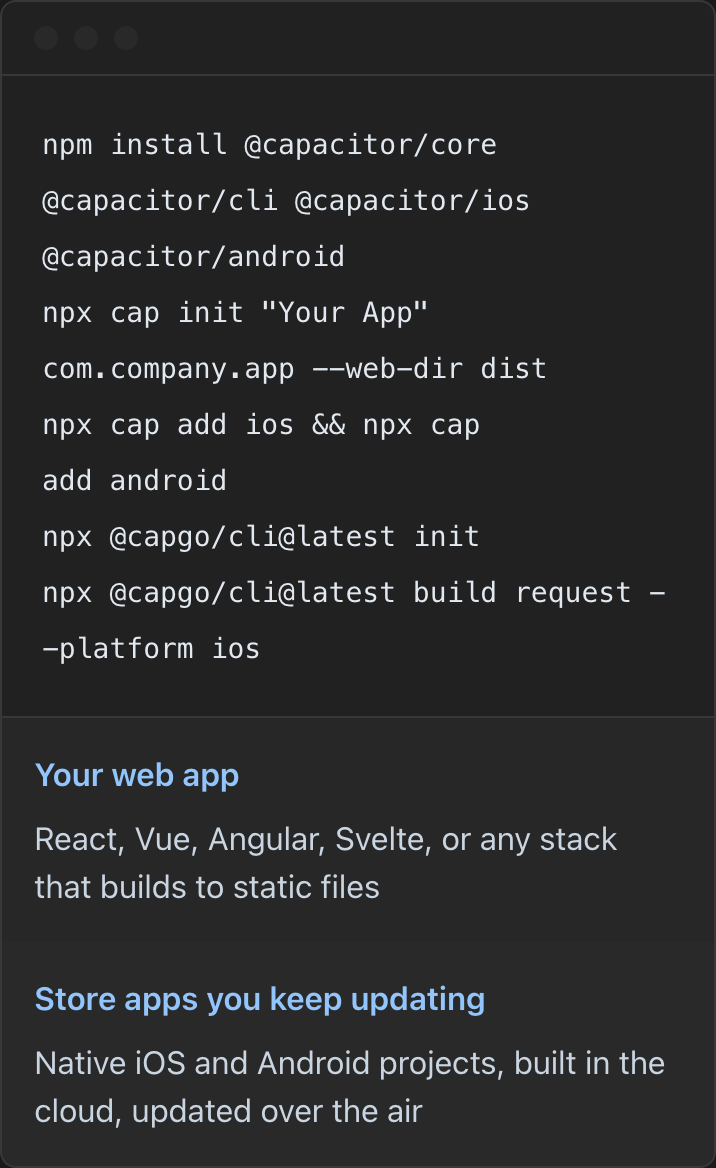 npm install @capacitor/core
@capacitor/cli @capacitor/ios
@capacitor/android
npx cap init "Your App"
com.company.app --web-dir dist
npx cap add ios && npx cap
add android
npx @capgo/cli@latest init
npx @capgo/cli@latest build request -
-platform ios
Your web app
React, Vue, Angular, Svelte, or any stack
that builds to static files
Store apps you keep updating
Native iOS and Android projects, built in the
cloud, updated over the air